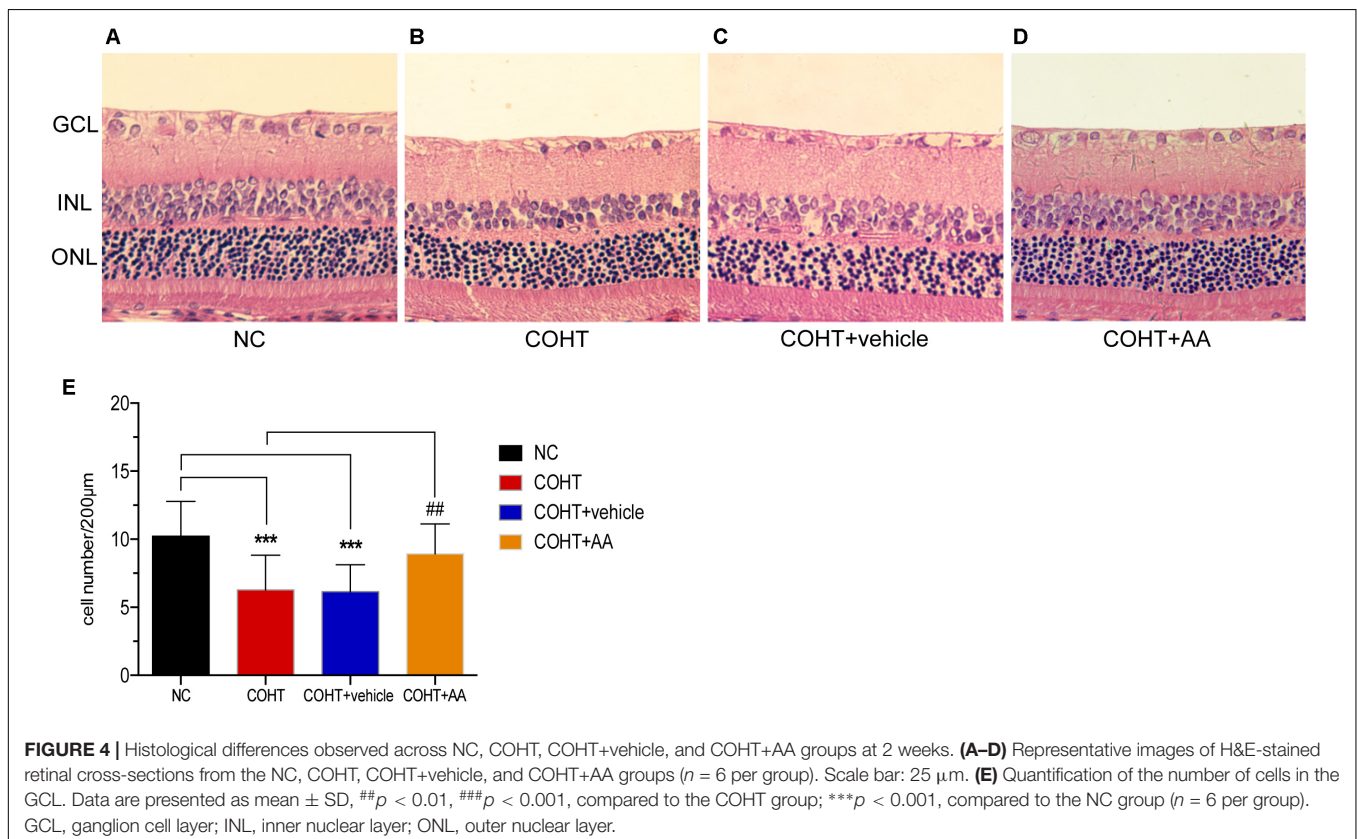 A B C D
GCL
INL
ONL
NC COHT COHT+vehicle COHT+AA
E
20
15
10
5
0
cell number/200µm
***
***
##
NC COHT COHT+vehicle COHT+AA
NC
COHT
COHT+vehicle
COHT+AA
FIGURE 4 | Histological differences observed across NC, COHT, COHT+vehicle, and COHT+AA groups at 2 weeks. (A–D) Representative images of H&E-stained
retinal cross-sections from the NC, COHT, COHT+vehicle, and COHT+AA groups (n = 6 per group). Scale bar: 25 µm. (E) Quantification of the number of cells in the
GCL. Data are presented as mean ± SD, ##p < 0.01, ###p < 0.001, compared to the COHT group; ***p < 0.001, compared to the NC group (n = 6 per group).
GCL, ganglion cell layer; INL, inner nuclear layer; ONL, outer nuclear layer.